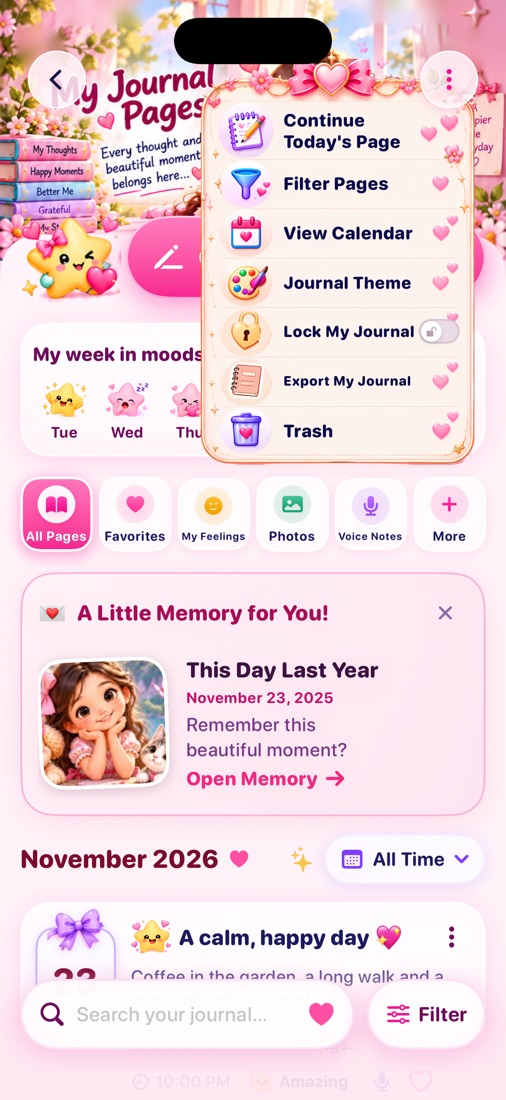 My Journal
Pages
Every thought and
beautiful moment
belongs here...
My Thoughts
Happy Moments
Better Me
Grateful
Continue
Today's Page
Filter Pages
View Calendar
Journal Theme
Lock My Journal
Export My Journal
Trash
My week in moods
Tue
Wed
Thu
All Pages
Favorites
My Feelings
Photos
Voice Notes
More
A Little Memory for You!
This Day Last Year
November 23, 2025
Remember this
beautiful moment?
Open Memory
November 2026
All Time
A calm, happy day
23
Coffee in the garden, a long walk and a
Search your journal...
Filter
10:00 PM
Amazing